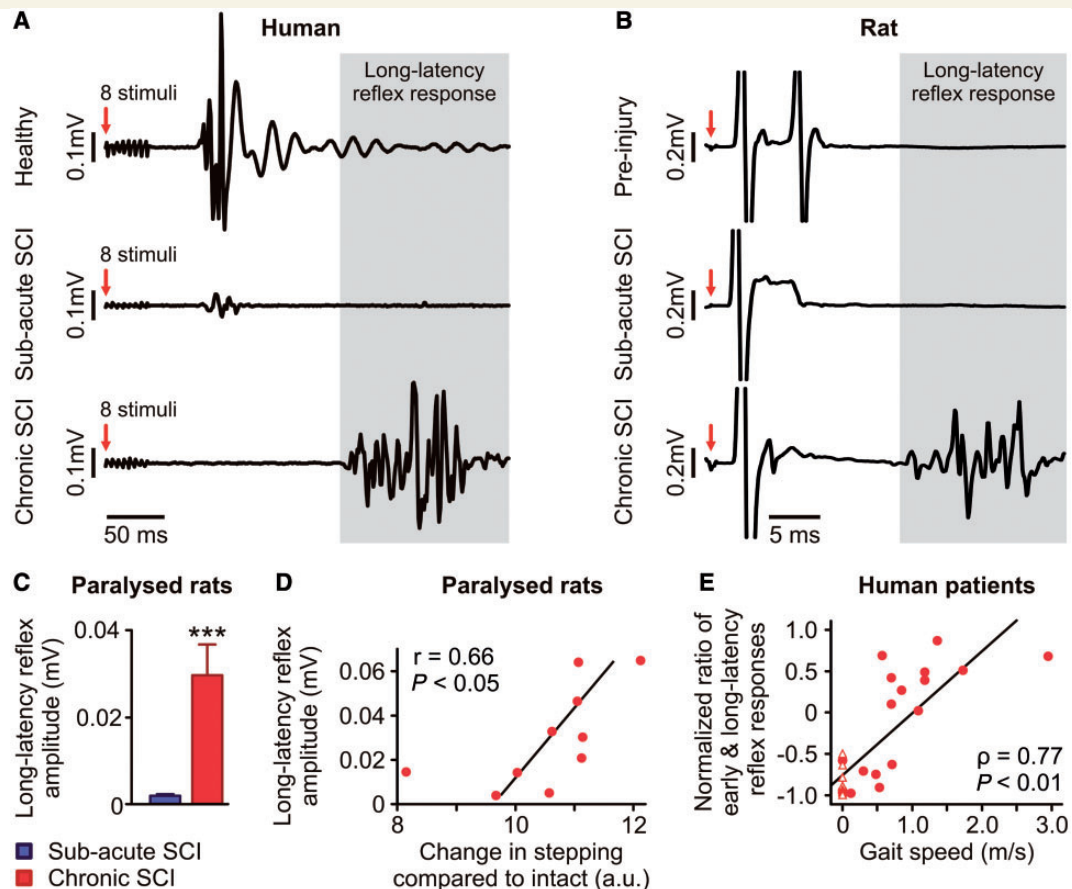 A Human
8 stimuli
Long-latency
reflex response
Healthy
0.1mV
8 stimuli
Sub-acute SCI
0.1mV
8 stimuli
Chronic SCI
0.1mV
50 ms
B Rat
Long-latency
reflex response
Pre-injury
0.2mV
Sub-acute SCI
0.2mV
Chronic SCI
0.2mV
5 ms
C Paralysed rats
Long-latency reflex
amplitude (mV)
0.04
0.02
0
***
Sub-acute SCI
Chronic SCI
D Paralysed rats
Long-latency reflex
amplitude (mV)
0.06
0.04
0.02
0
r = 0.66
P < 0.05
8 10 12
Change in stepping
compared to intact (a.u.)
E Human patients
Normalized ratio of
early & long-latency
reflex responses
1.0
0.5
0
-0.5
-1.0
ρ = 0.77
P < 0.01
0 1.0 2.0 3.0
Gait speed (m/s)